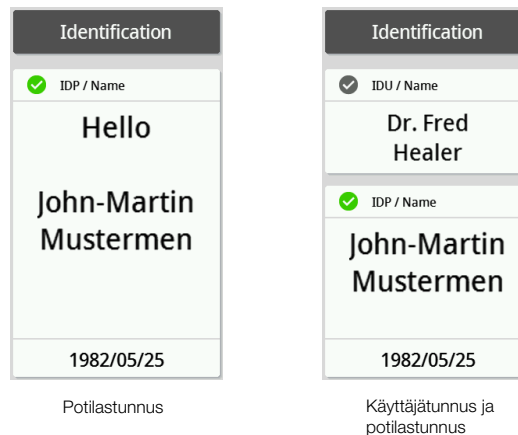 Identification
IDP / Name
Hello
John-Martin
Mustermen
1982/05/25
Potilastunnus
Identification
IDU / Name
Dr. Fred
Healer
IDP / Name
John-Martin
Mustermen
1982/05/25
Käyttäjätunnus ja
potilastunnus